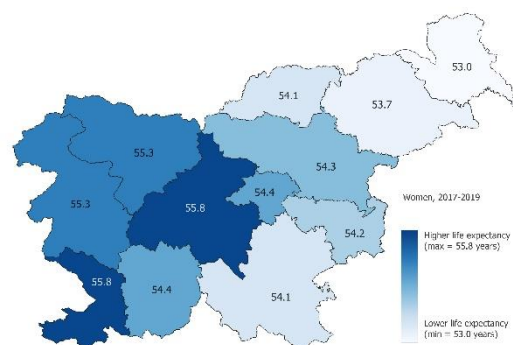 53.0
54.1
53.7
55.3
54.3
54.4
55.3
55.8
54.2
55.8
54.4
54.1
Women, 2017-2019
Higher life expectancy
(max = 55.8 years)
Lower life expectancy
(min = 53.0 years)